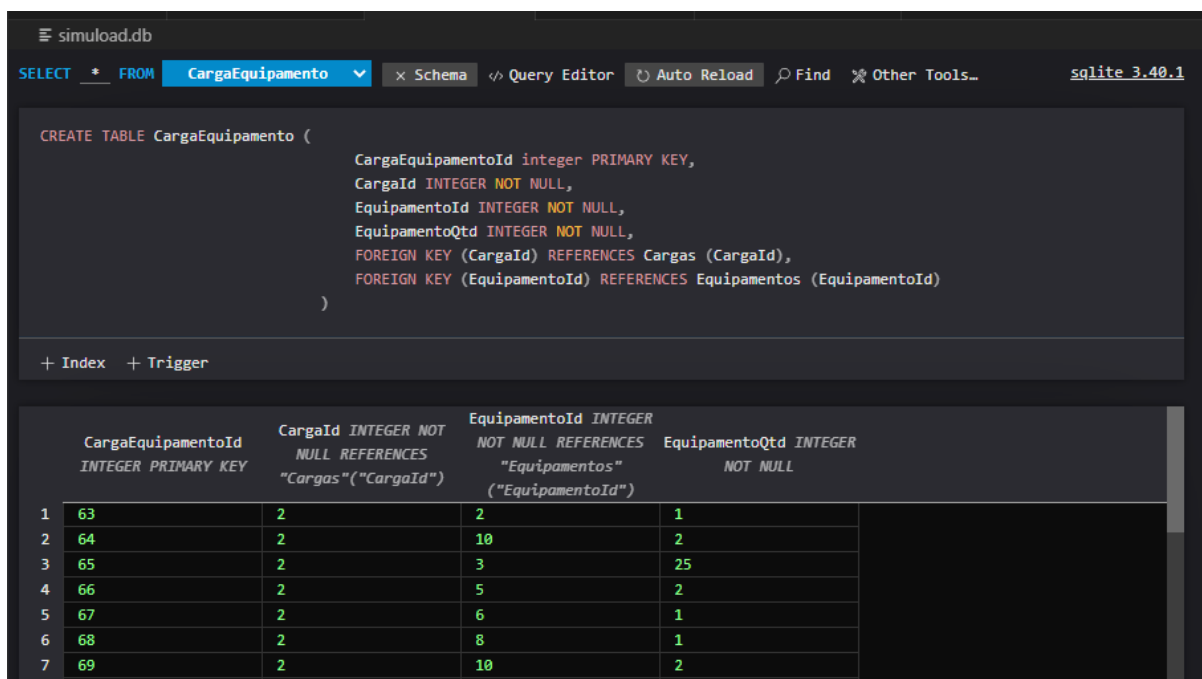 simuload.db
SELECT * FROM CargaEquipamento × Schema </> Query Editor Auto Reload Find Other Tools… sqlite 3.40.1
CREATE TABLE CargaEquipamento (
CargaEquipamentoId integer PRIMARY KEY,
CargaId INTEGER NOT NULL,
EquipamentoId INTEGER NOT NULL,
EquipamentoQtd INTEGER NOT NULL,
FOREIGN KEY (CargaId) REFERENCES Cargas (CargaId),
FOREIGN KEY (EquipamentoId) REFERENCES Equipamentos (EquipamentoId)
)
+ Index + Trigger
CargaEquipamentoId
INTEGER PRIMARY KEY
CargaId INTEGER NOT
NULL REFERENCES
"Cargas"("CargaId")
EquipamentoId INTEGER
NOT NULL REFERENCES
"Equipamentos"
("EquipamentoId")
EquipamentoQtd INTEGER
NOT NULL
1 63 2 2 1
2 64 2 10 2
3 65 2 3 25
4 66 2 5 2
5 67 2 6 1
6 68 2 8 1
7 69 2 10 2